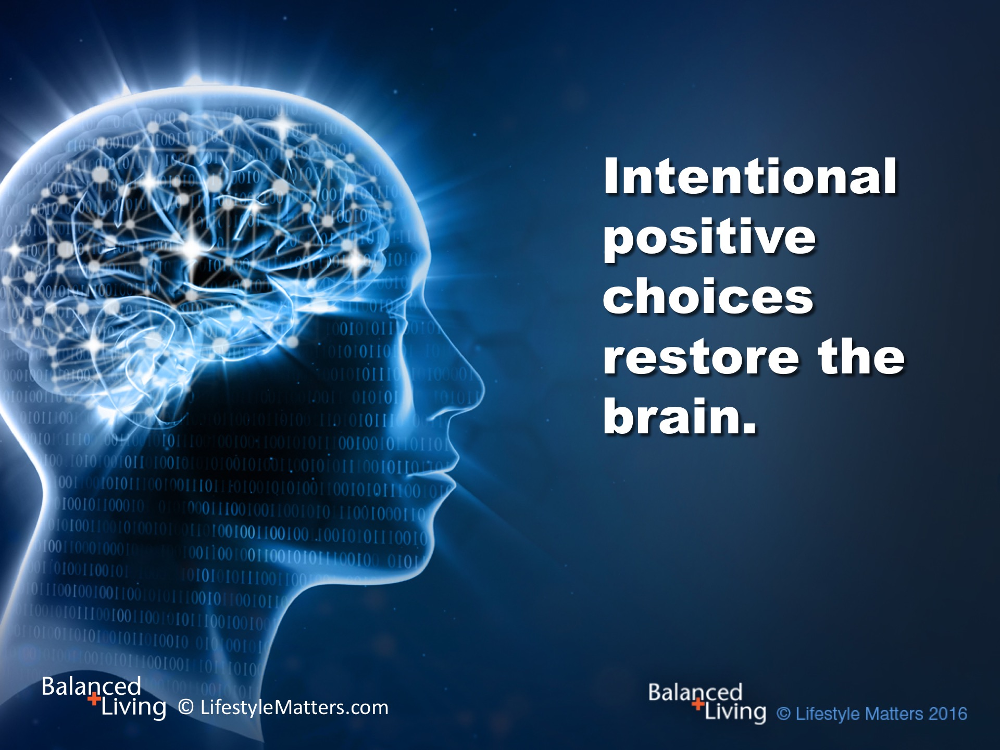 Intentional
positive
choices
restore the
brain.
Balanced
+Living © LifestyleMatters.com
Balanced
+Living © Lifestyle Matters 2016